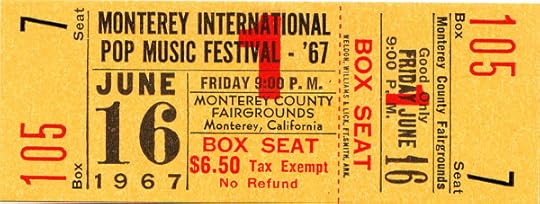 Seat 7
Box 105
MONTEREY INTERNATIONAL
POP MUSIC FESTIVAL - '67
1
JUNE
16
1967
FRIDAY 9:00 P. M.
MONTEREY COUNTY
FAIRGROUNDS
Monterey, California
BOX SEAT
$6.50 Tax Exempt
No Refund
BOX SEAT
WELDON, WILLIAMS & LICK, FT. SMITH, ARK.
1
Good Only
FRIDAY JUNE 16
9:00 P.M.
Monterey County Fairgrounds
Box 105
Seat 7